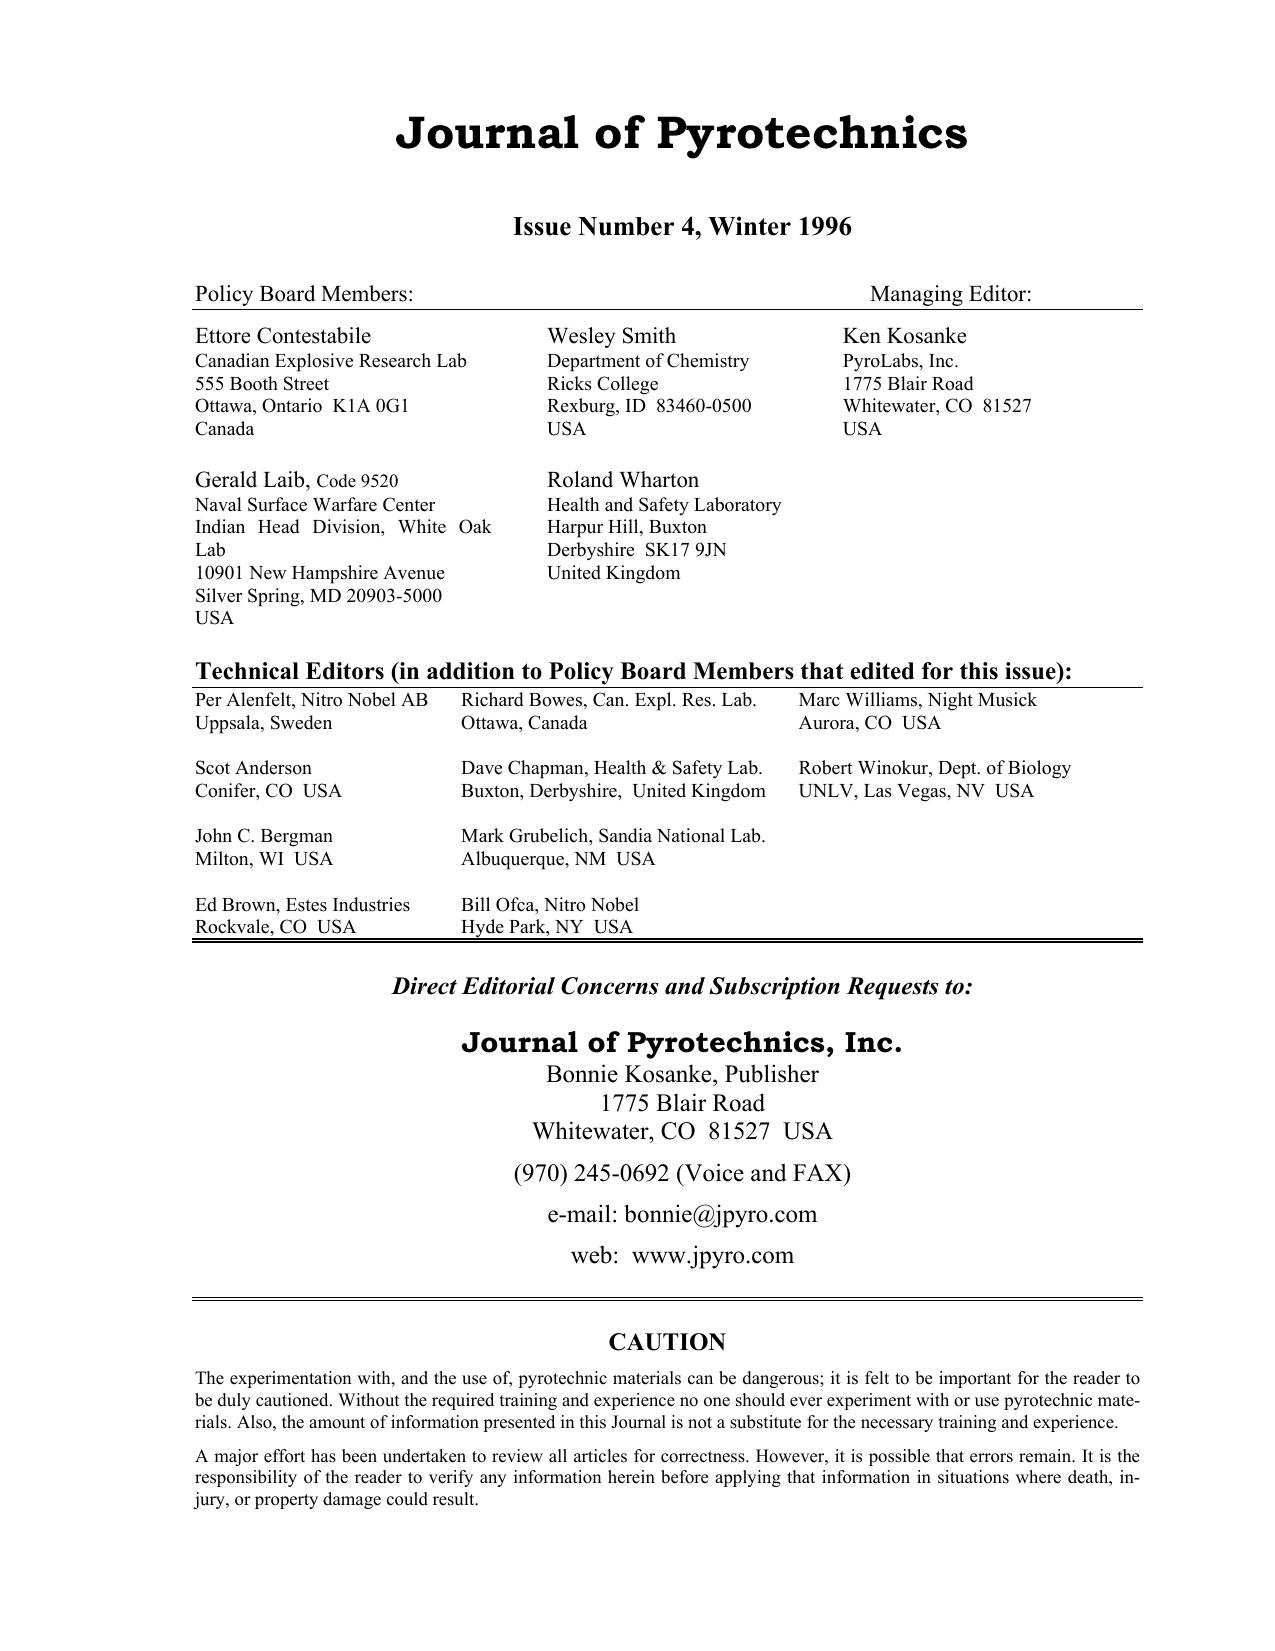 Journal of Pyrotechnics
Issue Number 4, Winter 1996
Policy Board Members:
Managing Editor:
Ettore Contestabile
Canadian Explosive Research Lab
555 Booth Street
Ottawa, Ontario K1A 0G1
Canada
Wesley Smith
Department of Chemistry
Ricks College
Rexburg, ID 83460-0500
USA
Ken Kosanke
PyroLabs, Inc.
1775 Blair Road
Whitewater, CO 81527
USA
Gerald Laib, Code 9520
Naval Surface Warfare Center
Indian Head Division, White Oak
Lab
10901 New Hampshire Avenue
Silver Spring, MD 20903-5000
USA
Roland Wharton
Health and Safety Laboratory
Harpur Hill, Buxton
Derbyshire SK17 9JN
United Kingdom
Technical Editors (in addition to Policy Board Members that edited for this issue):
Per Alenfelt, Nitro Nobel AB
Uppsala, Sweden
Richard Bowes, Can. Expl. Res. Lab.
Ottawa, Canada
Marc Williams, Night Musick
Aurora, CO USA
Scot Anderson
Conifer, CO USA
Dave Chapman, Health & Safety Lab.
Buxton, Derbyshire, United Kingdom
Robert Winokur, Dept. of Biology
UNLV, Las Vegas, NV USA
John C. Bergman
Milton, WI USA
Mark Grubelich, Sandia National Lab.
Albuquerque, NM USA
Ed Brown, Estes Industries
Rockvale, CO USA
Bill Ofca, Nitro Nobel
Hyde Park, NY USA
Direct Editorial Concerns and Subscription Requests to:
Journal of Pyrotechnics, Inc.
Bonnie Kosanke, Publisher
1775 Blair Road
Whitewater, CO 81527 USA
(970) 245-0692 (Voice and FAX)
e-mail: bonnie@jpyro.com
web: www.jpyro.com
CAUTION
The experimentation with, and the use of, pyrotechnic materials can be dangerous; it is felt to be important for the reader to
be duly cautioned. Without the required training and experience no one should ever experiment with or use pyrotechnic mate-
rials. Also, the amount of information presented in this Journal is not a substitute for the necessary training and experience.
A major effort has been undertaken to review all articles for correctness. However, it is possible that errors remain. It is the
responsibility of the reader to verify any information herein before applying that information in situations where death, in-
jury, or property damage could result.